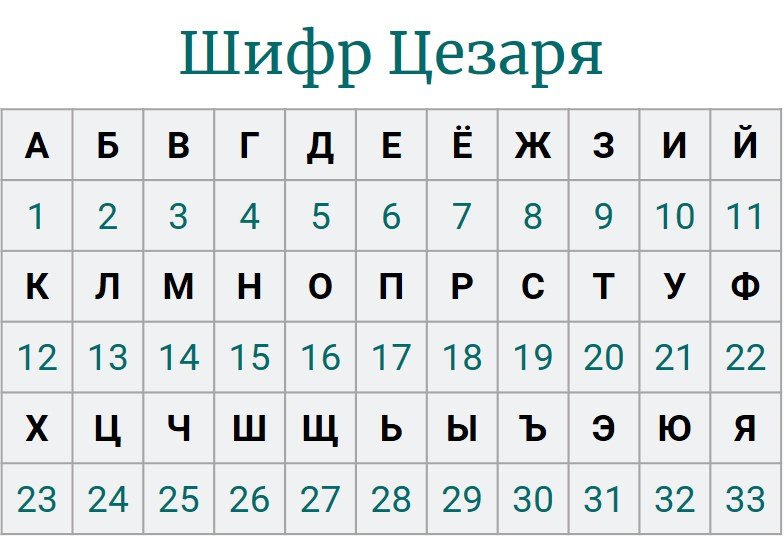 Шифр Цезаря
А Б В Г Д Е Ё Ж З И Й
1 2 3 4 5 6 7 8 9 10 11
К Л М Н О П Р С Т У Ф
12 13 14 15 16 17 18 19 20 21 22
Х Ц Ч Ш Щ Ь Ы Ъ Э Ю Я
23 24 25 26 27 28 29 30 31 32 33